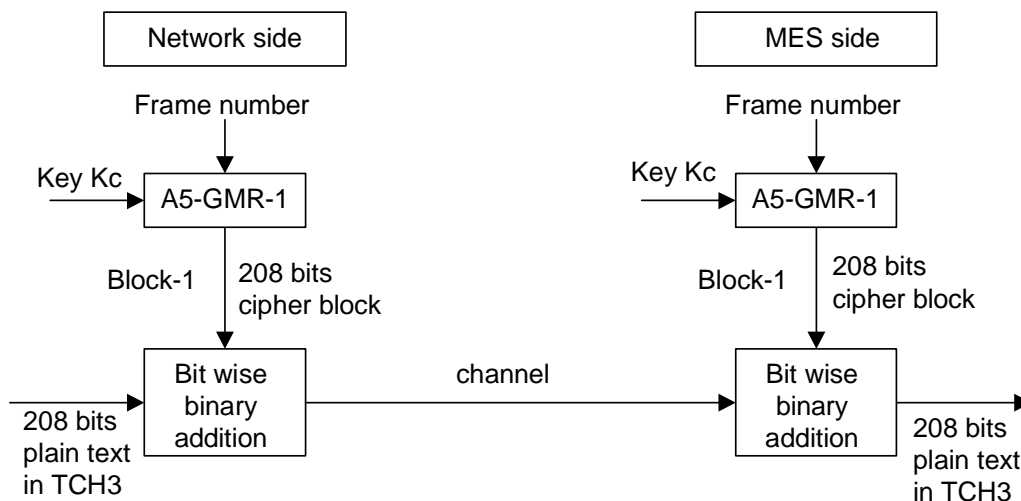 Network side
MES side
Frame number
Frame number
Key Kc
A5-GMR-1
Key Kc
A5-GMR-1
Block-1
208 bits
cipher block
Block-1
208 bits
cipher block
Bit wise
binary
addition
channel
Bit wise
binary
addition
208 bits
plain text
in TCH3
208 bits
plain text
in TCH3